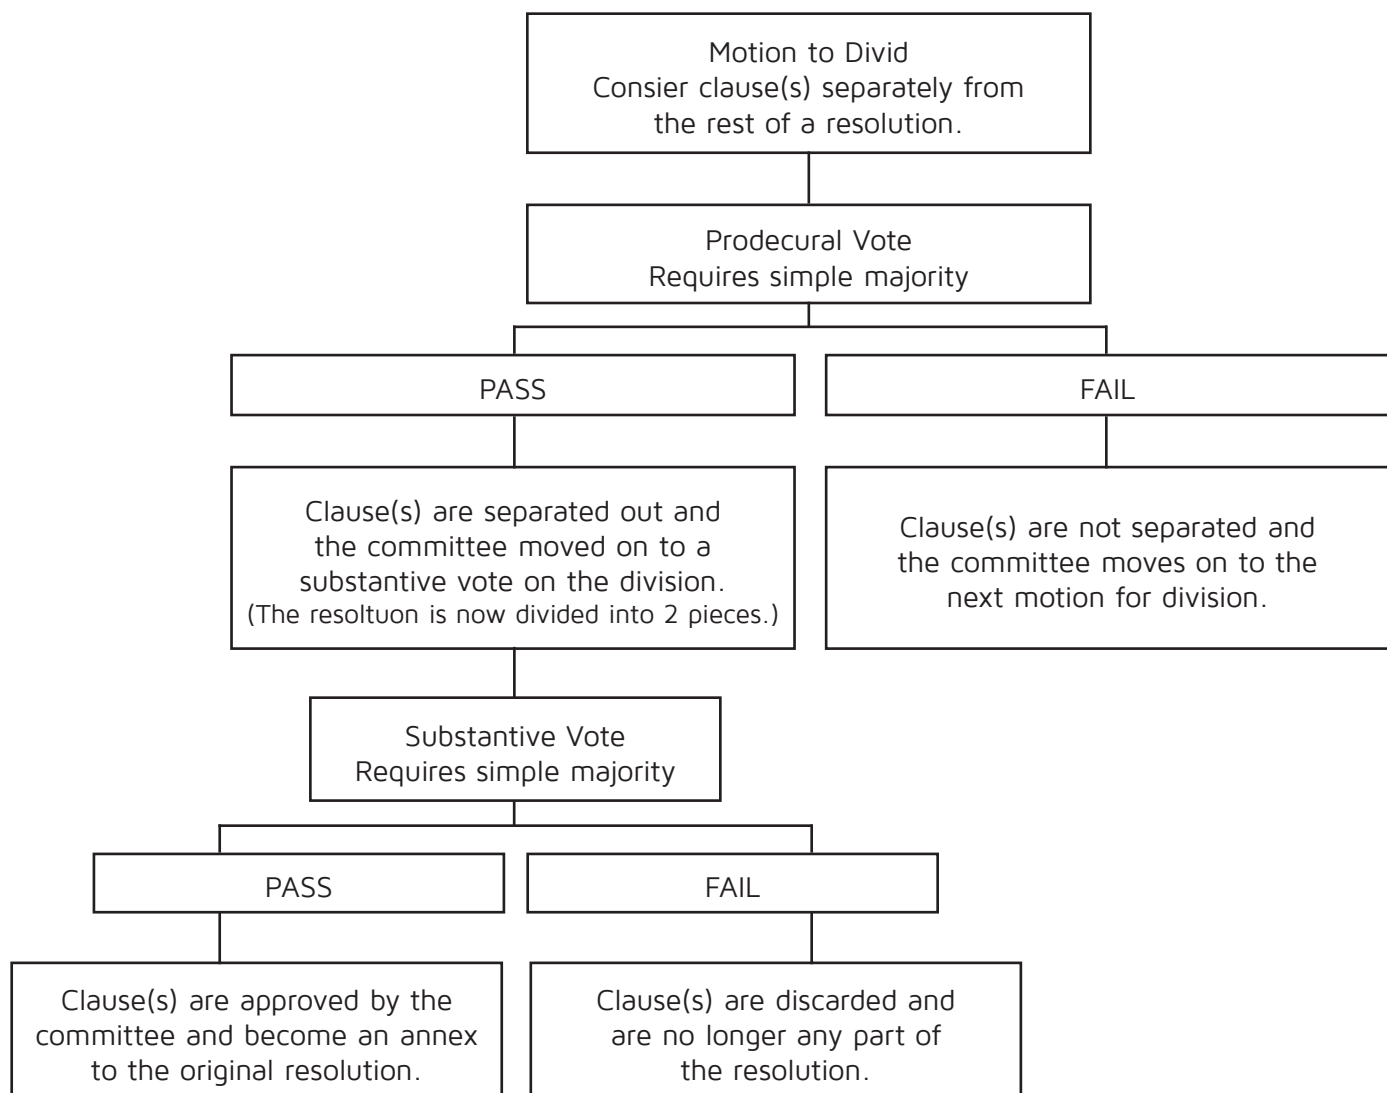 Motion to Divid
Consier clause(s) separately from
the rest of a resolution.
Prodecural Vote
Requires simple majority
PASS
FAIL
Clause(s) are separated out and
the committee moved on to a
substantive vote on the division.
(The resoltuon is now divided into 2 pieces.)
Clause(s) are not separated and
the committee moves on to the
next motion for division.
Substantive Vote
Requires simple majority
PASS
FAIL
Clause(s) are approved by the
committee and become an annex
to the original resolution.
Clause(s) are discarded and
are no longer any part of
the resolution.